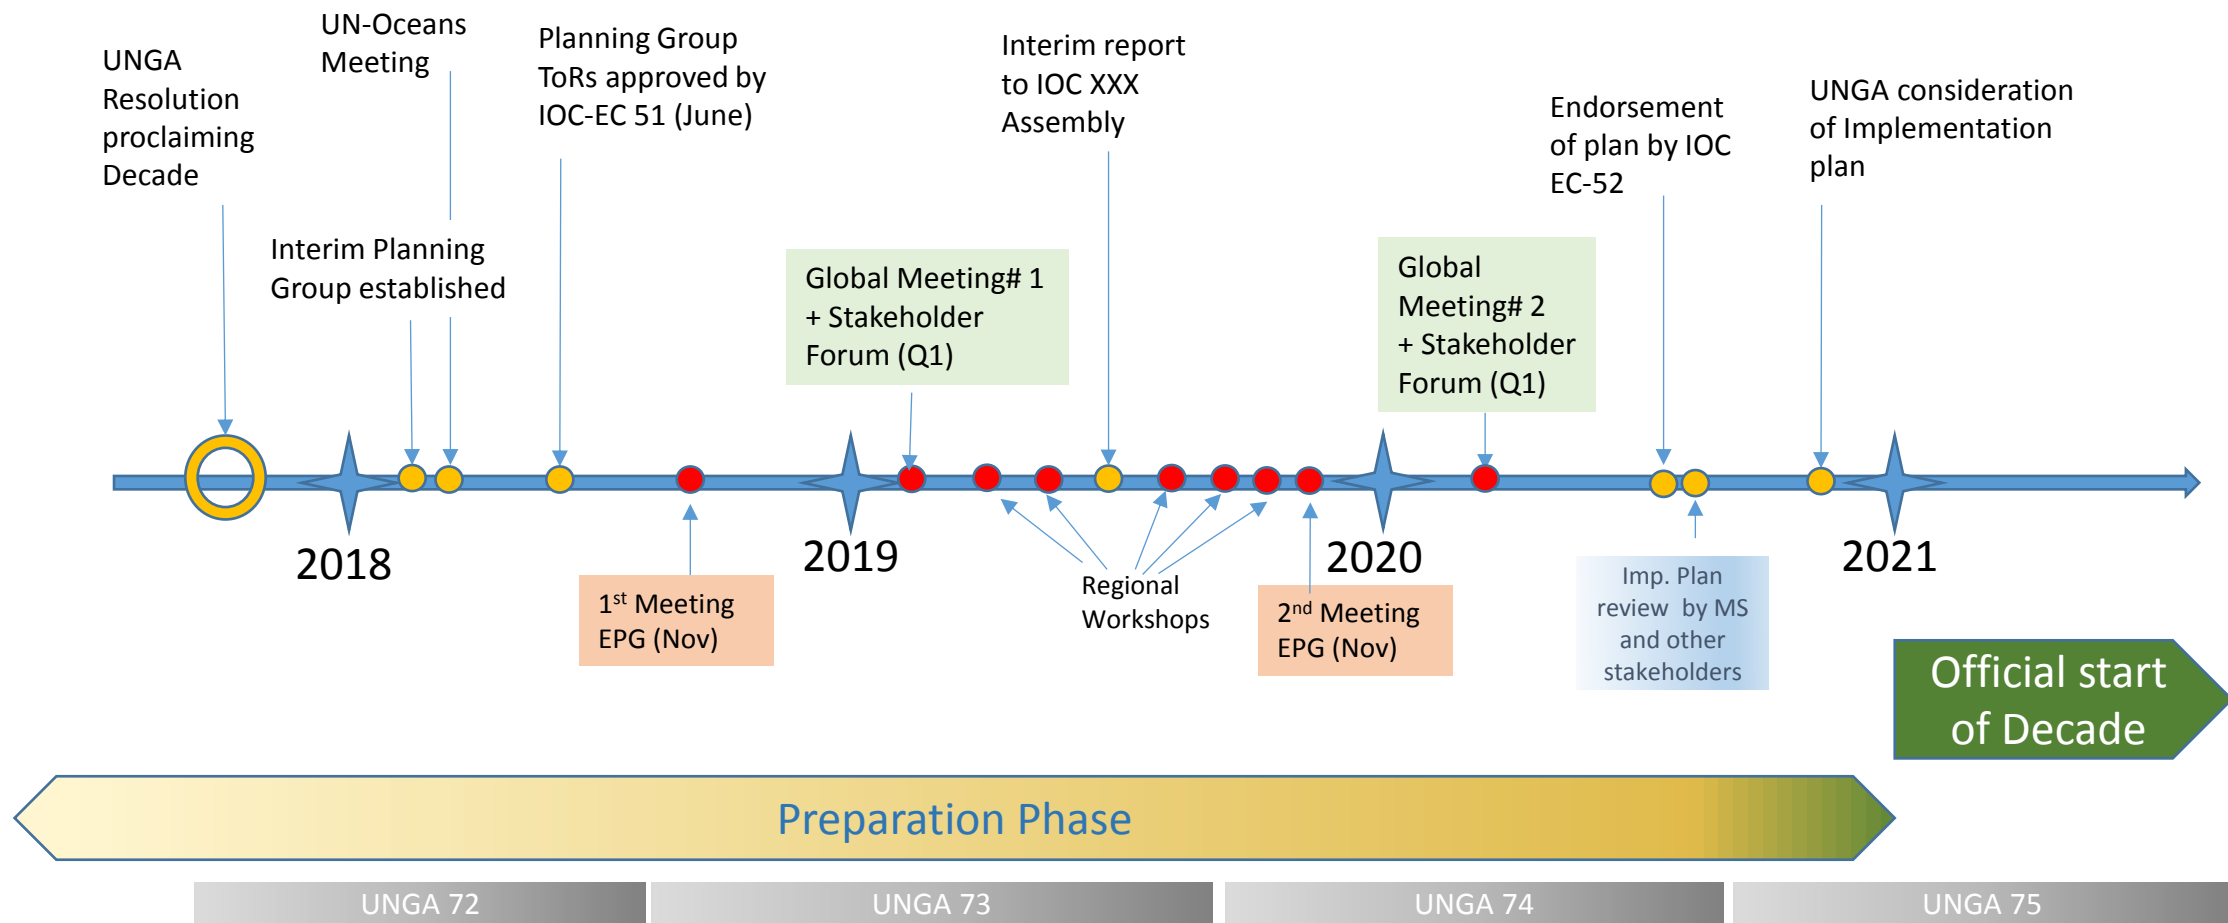 UNGA
Resolution
proclaiming
Decade
UN-Oceans
Meeting
Interim Planning
Group established
Planning Group
ToRs approved by
IOC-EC 51 (June)
Global Meeting# 1
+ Stakeholder
Forum (Q1)
Interim report
to IOC XXX
Assembly
Global
Meeting# 2
+ Stakeholder
Forum (Q1)
Endorsement
of plan by IOC
EC-52
UNGA consideration
of Implementation
plan
2018
2019
2020
2021
1st Meeting
EPG (Nov)
Regional
Workshops
2nd Meeting
EPG (Nov)
Imp. Plan
review by MS
and other
stakeholders
Official start
of Decade
Preparation Phase
UNGA 72
UNGA 73
UNGA 74
UNGA 75